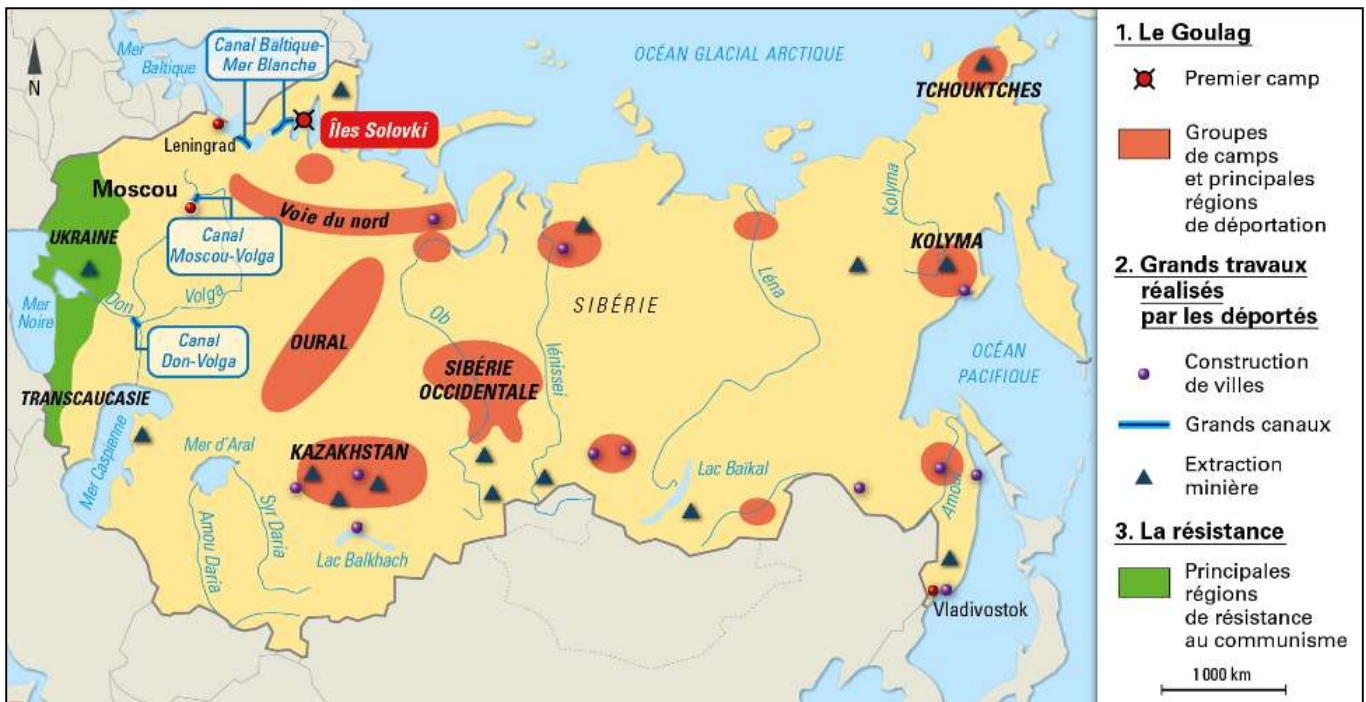 Mer
Baltique
Canal Baltique-
Mer Blanche
OCÉAN GLACIAL ARCTIQUE
N
TCHOUKTCHES
Îles Solovki
Leningrad
Moscou
Voie du nord
Kolyma
UKRAINE
Canal
Moscou-Volga
KOLYMA
Mer
Noire
Don
Volga
Ob
SIBÉRIE
Léna
Canal
Don-Volga
OURAL
Iénisseï
OCÉAN
PACIFIQUE
SIBÉRIE
OCCIDENTALE
TRANSCAUCASIE
Mer Caspienne
Mer d'Aral
KAZAKHSTAN
Lac Baïkal
Amour
Syr Daria
Amou Daria
Lac Balkhach
Vladivostok
1. Le Goulag
Premier camp
Groupes
de camps
et principales
régions
de déportation
2. Grands travaux
réalisés
par les déportés
Construction
de villes
Grands canaux
Extraction
minière
3. La résistance
Principales
régions
de résistance
au communisme
1 000 km